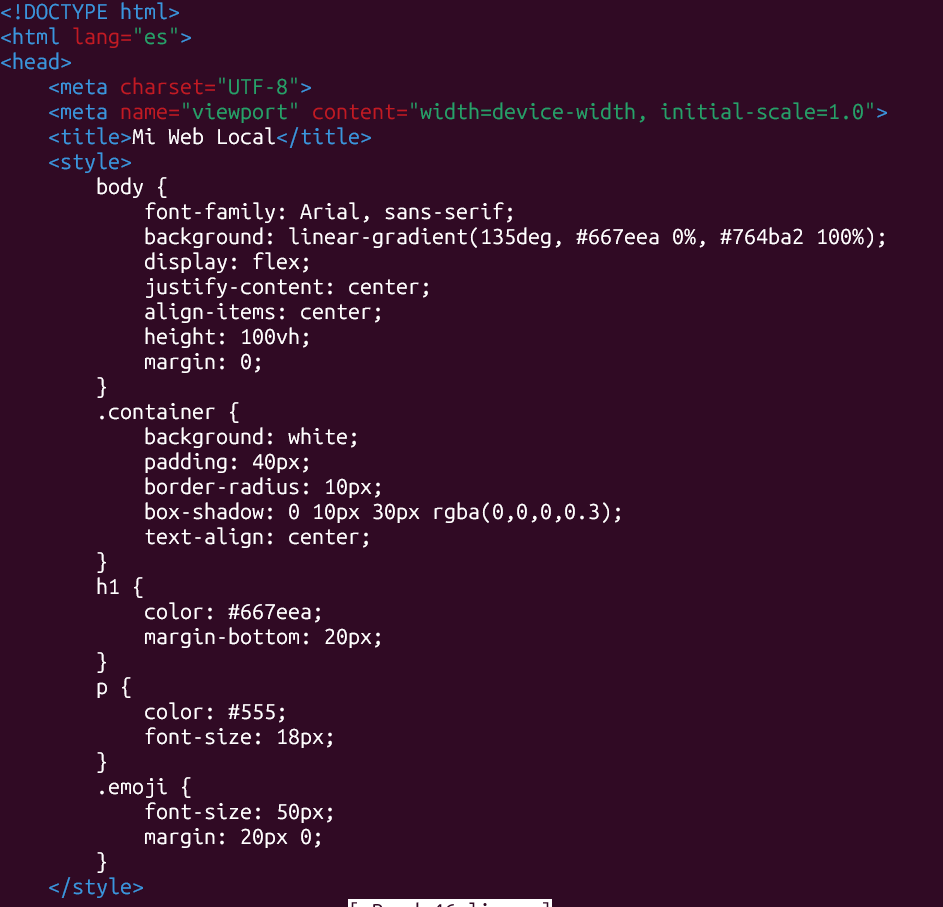 <!DOCTYPE html>
<html lang="es">
<head>
    <meta charset="UTF-8">
    <meta name="viewport" content="width=device-width, initial-scale=1.0">
    <title>Mi Web Local</title>
    <style>
        body {
            font-family: Arial, sans-serif;
            background: linear-gradient(135deg, #667eea 0%, #764ba2 100%);
            display: flex;
            justify-content: center;
            align-items: center;
            height: 100vh;
            margin: 0;
        }
        .container {
            background: white;
            padding: 40px;
            border-radius: 10px;
            box-shadow: 0 10px 30px rgba(0,0,0,0.3);
            text-align: center;
        }
        h1 {
            color: #667eea;
            margin-bottom: 20px;
        }
        p {
            color: #555;
            font-size: 18px;
        }
        .emoji {
            font-size: 50px;
            margin: 20px 0;
        }
    </style>